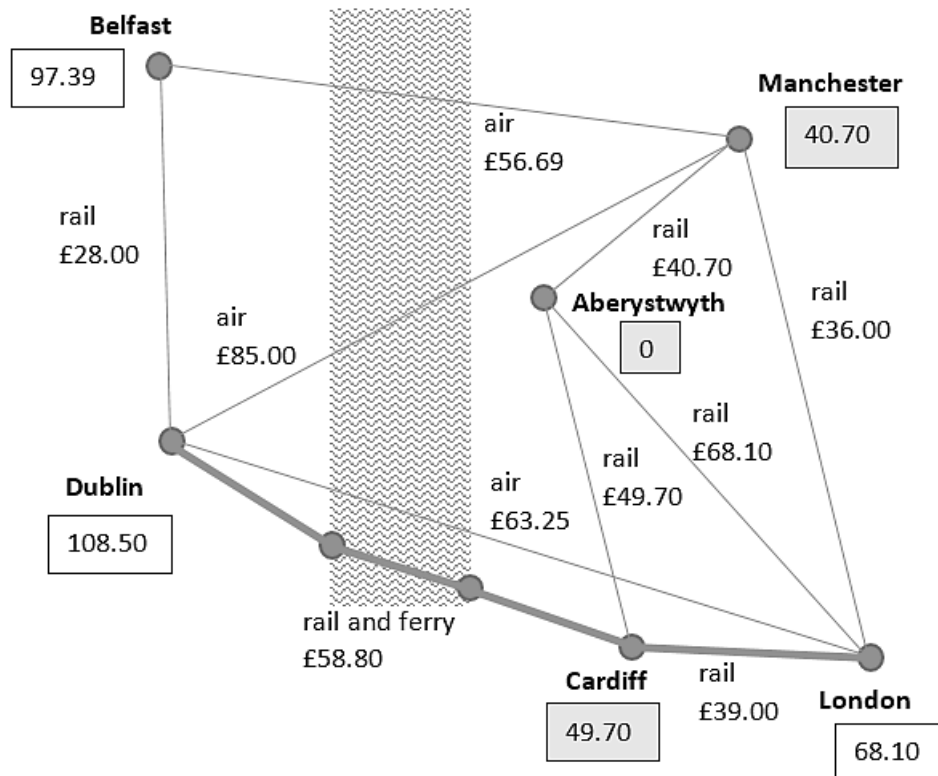 Belfast
97.39
Manchester
40.70
air
£56.69
rail
£28.00
rail
£40.70
Aberystwyth
0
rail
£36.00
air
£85.00
rail
£68.10
rail
£49.70
Dublin
108.50
air
£63.25
rail and ferry
£58.80
Cardiff
49.70
rail
£39.00
London
68.10